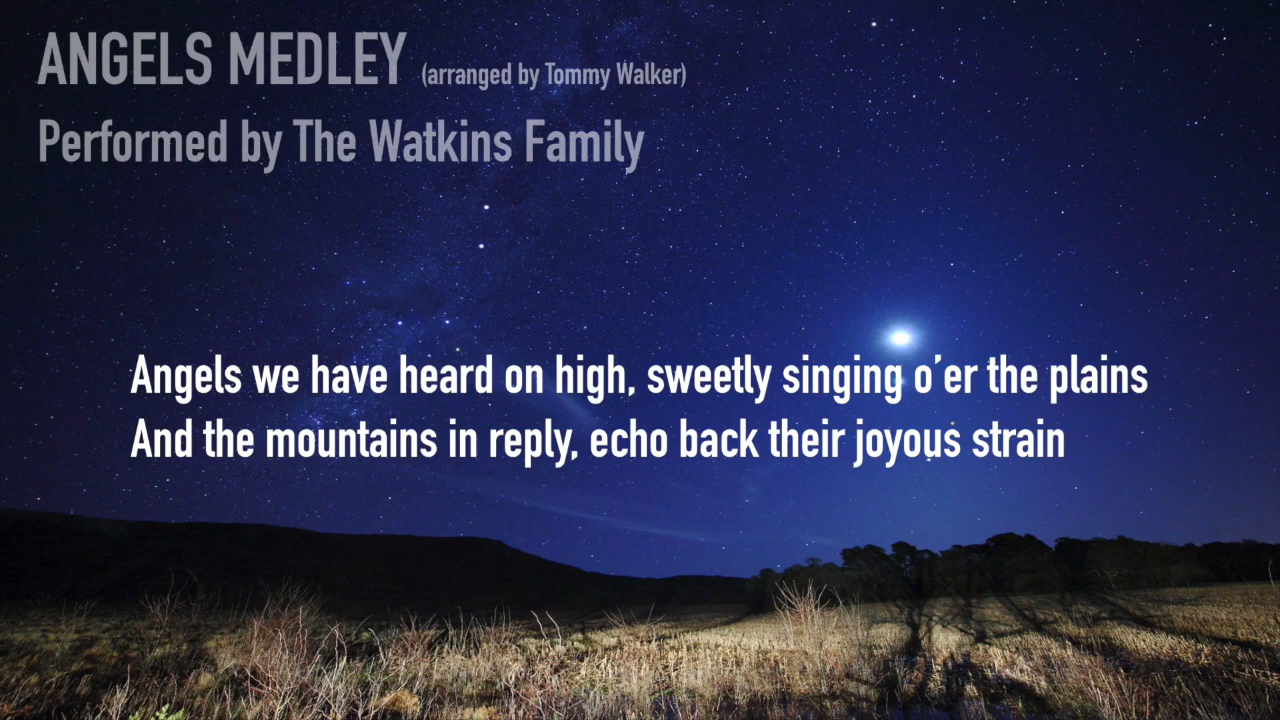 ANGELS MEDLEY (arranged by Tommy Walker)
Performed by The Watkins Family
Angels we have heard on high, sweetly singing o’er the plains
And the mountains in reply, echo back their joyous strain